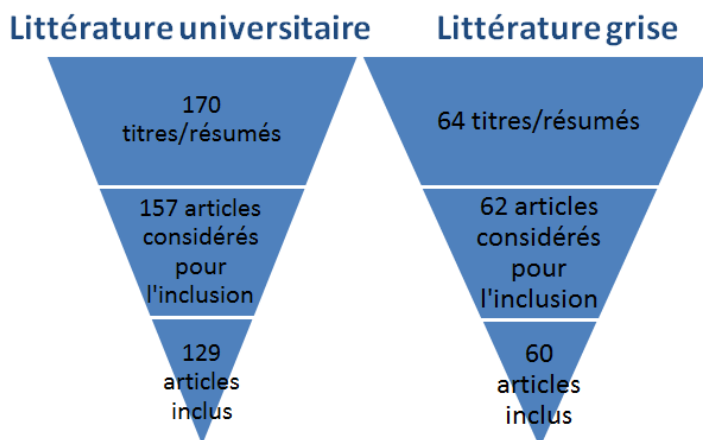 Littérature universitaire
170
titres/résumés
157 articles
considérés
pour
l'inclusion
129
articles
inclus
Littérature grise
64 titres/résumés
62 articles
considérés
pour
l'inclusion
60
articles
inclus